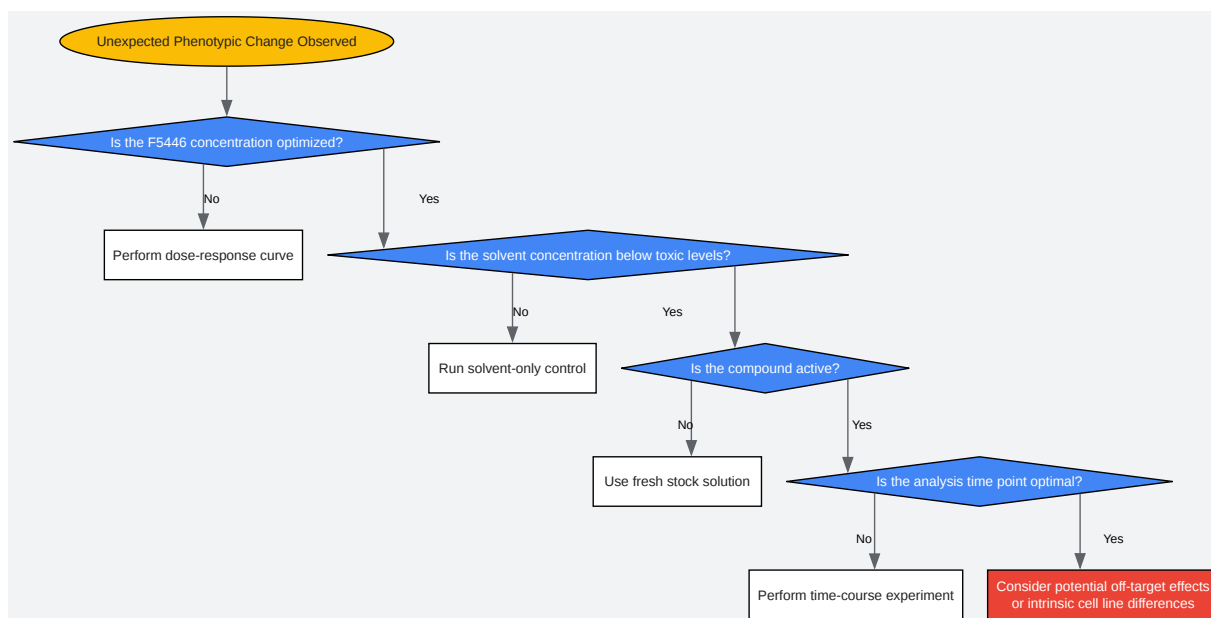 Unexpected Phenotypic Change Observed
Is the F5446 concentration optimized?
No
Yes
Perform dose-response curve
Is the solvent concentration below toxic levels?
No
Yes
Run solvent-only control
Is the compound active?
No
Yes
Use fresh stock solution
Is the analysis time point optimal?
No
Yes
Perform time-course experiment
Consider potential off-target effects
or intrinsic cell line differences